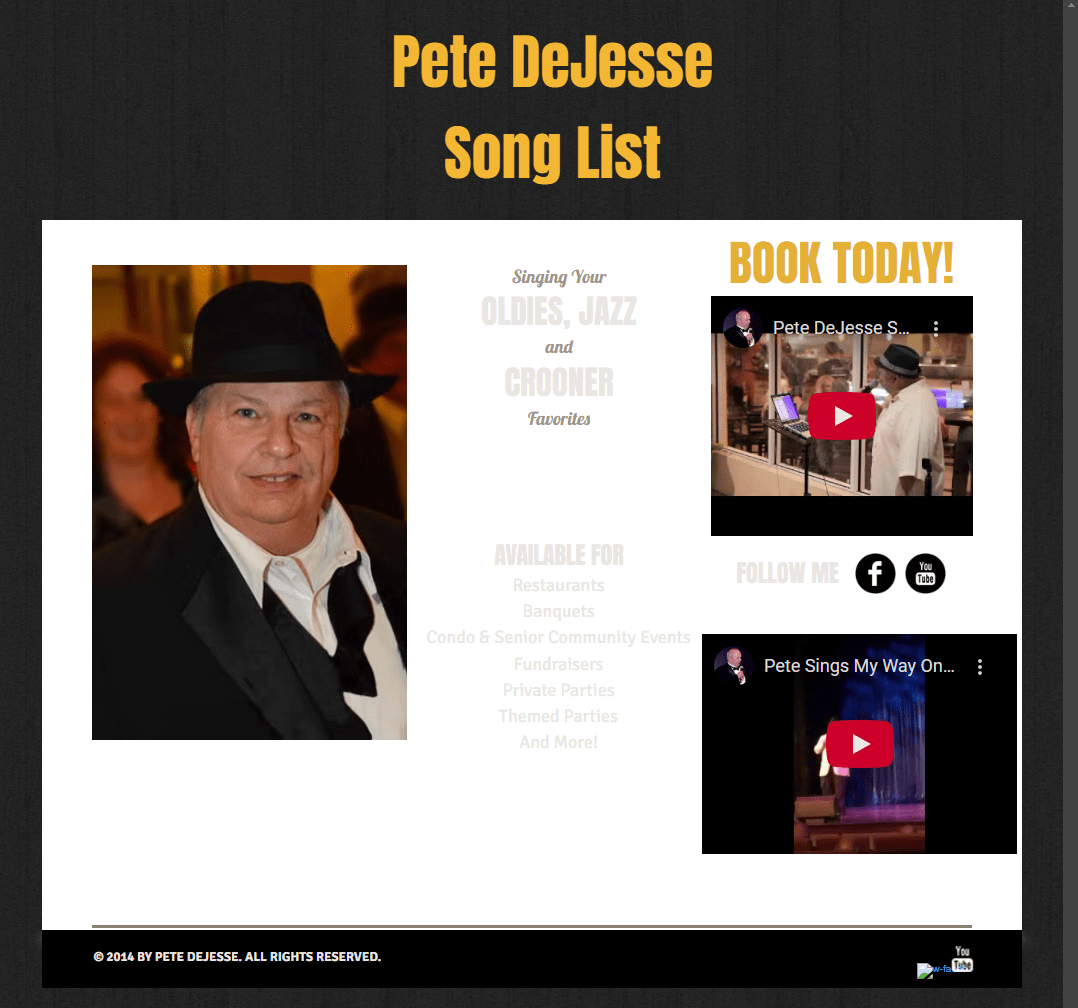 Pete DeJesse
Song List
Singing Your
OLDIES, JAZZ
and
CROONER
Favorites
AVAILABLE FOR
Restaurants
Banquets
Condo & Senior Community Events
Fundraisers
Private Parties
Themed Parties
And More!
BOOK TODAY!
Pete DeJesse S...
FOLLOW ME
You
Tube
Pete Sings My Way On...
© 2014 BY PETE DEJESSE. ALL RIGHTS RESERVED.
You
Tube